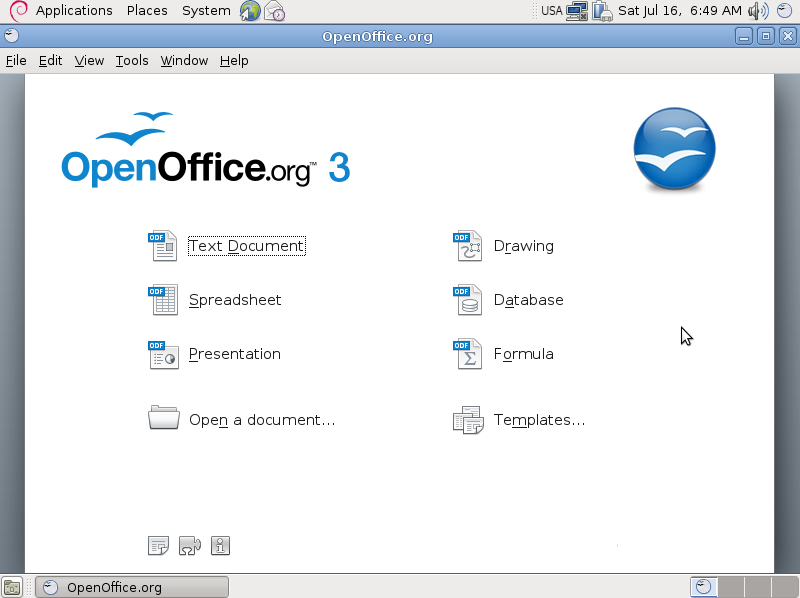 Applications Places System USA Sat Jul 16, 6:49 AM
OpenOffice.org
File Edit View Tools Window Help
OpenOffice.org™ 3
ODF Text Document
ODF Drawing
ODF Spreadsheet
ODF Database
ODF Presentation
ODF Formula
Open a document...
Templates...
OpenOffice.org